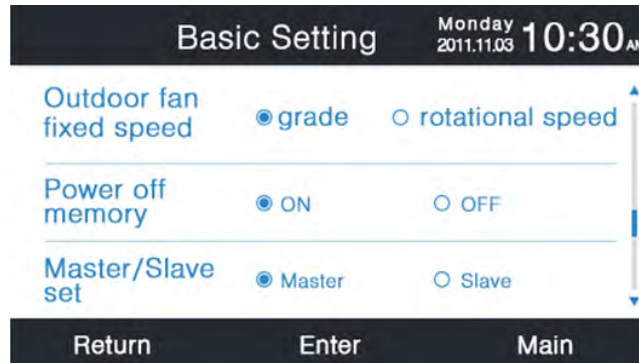 Basic Setting
Monday
2011.11.03 10:30 AM
Outdoor fan
fixed speed
grade
rotational speed
Power off
memory
ON
OFF
Master/Slave
set
Master
Slave
Return
Enter
Main